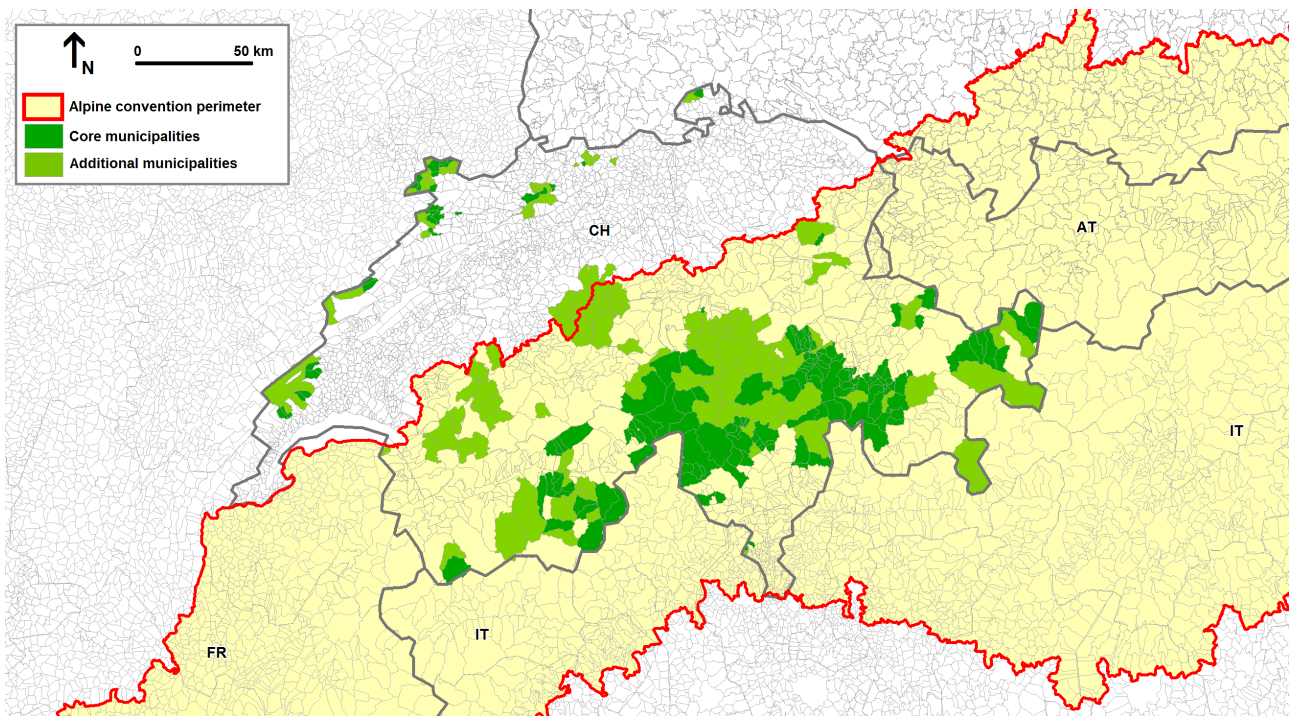 N
0 50 km
Alpine convention perimeter
Core municipalities
Additional municipalities
CH
AT
IT
IT
FR